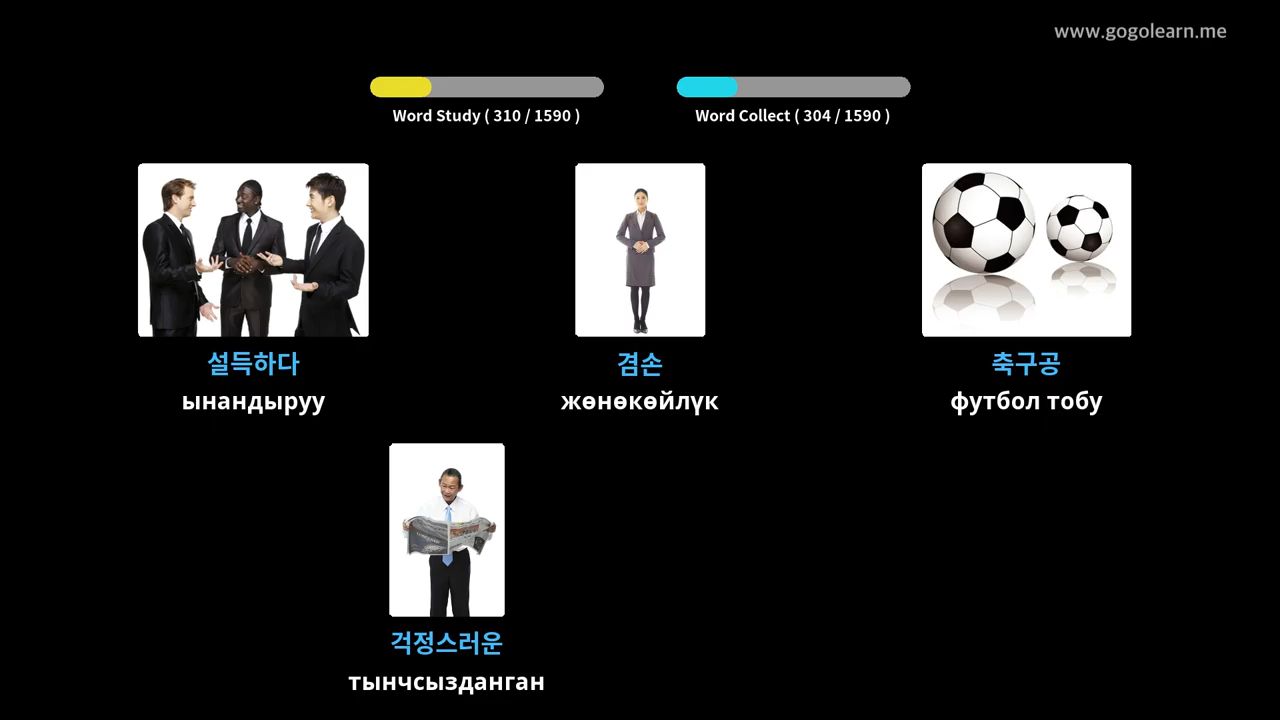 www.gogolearn.me
Word Study ( 310 / 1590 )
Word Collect ( 304 / 1590 )
설득하다
ынандыруу
겸손
жөнөкөйлүк
축구공
футбол тобу
걱정스러운
тынчсызданган